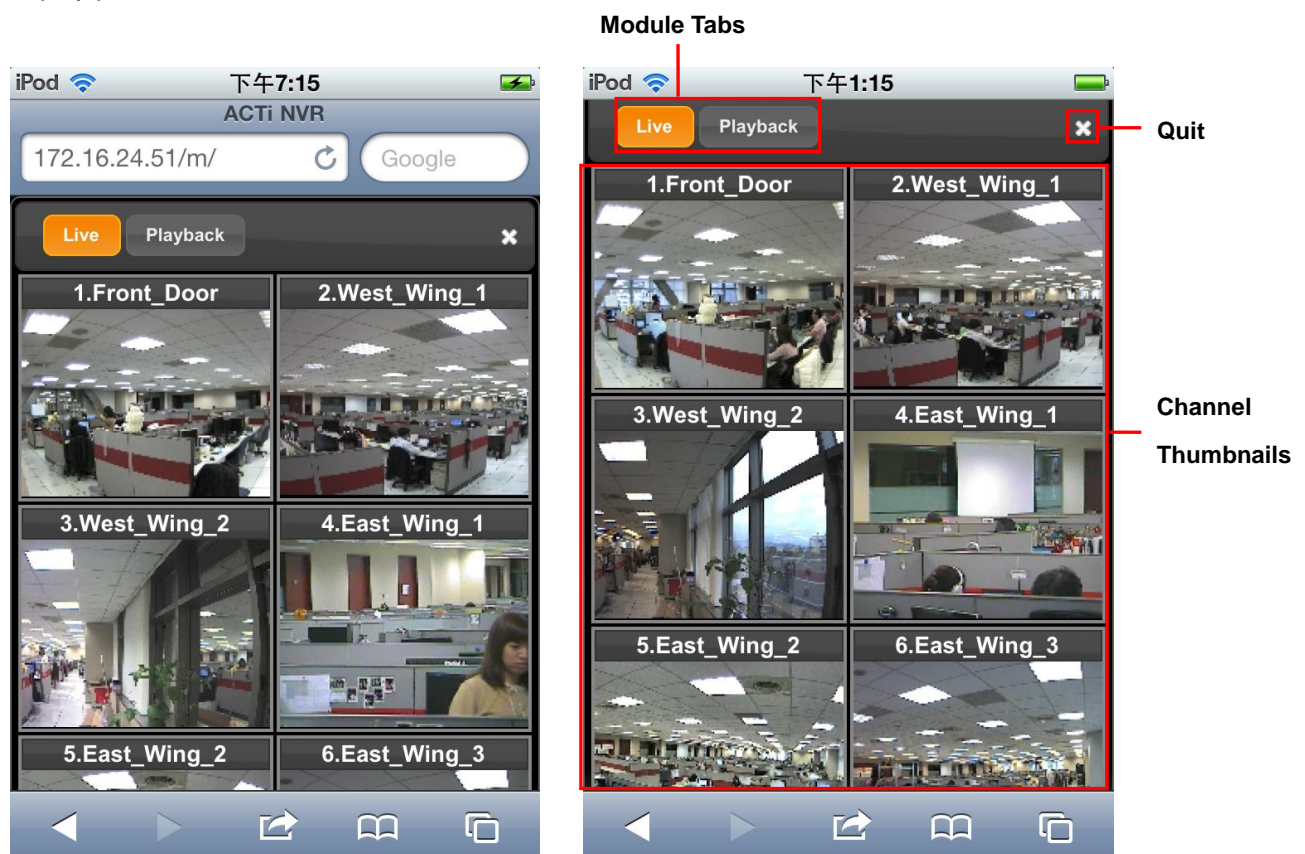 Module Tabs
iPod 下午7:15
ACTi NVR
172.16.24.51/m/ Google
Live Playback
1.Front_Door 2.West_Wing_1
3.West_Wing_2 4.East_Wing_1
5.East_Wing_2 6.East_Wing_3
iPod 下午1:15
Live Playback
Quit
1.Front_Door 2.West_Wing_1
3.West_Wing_2 4.East_Wing_1
Channel
Thumbnails
5.East_Wing_2 6.East_Wing_3